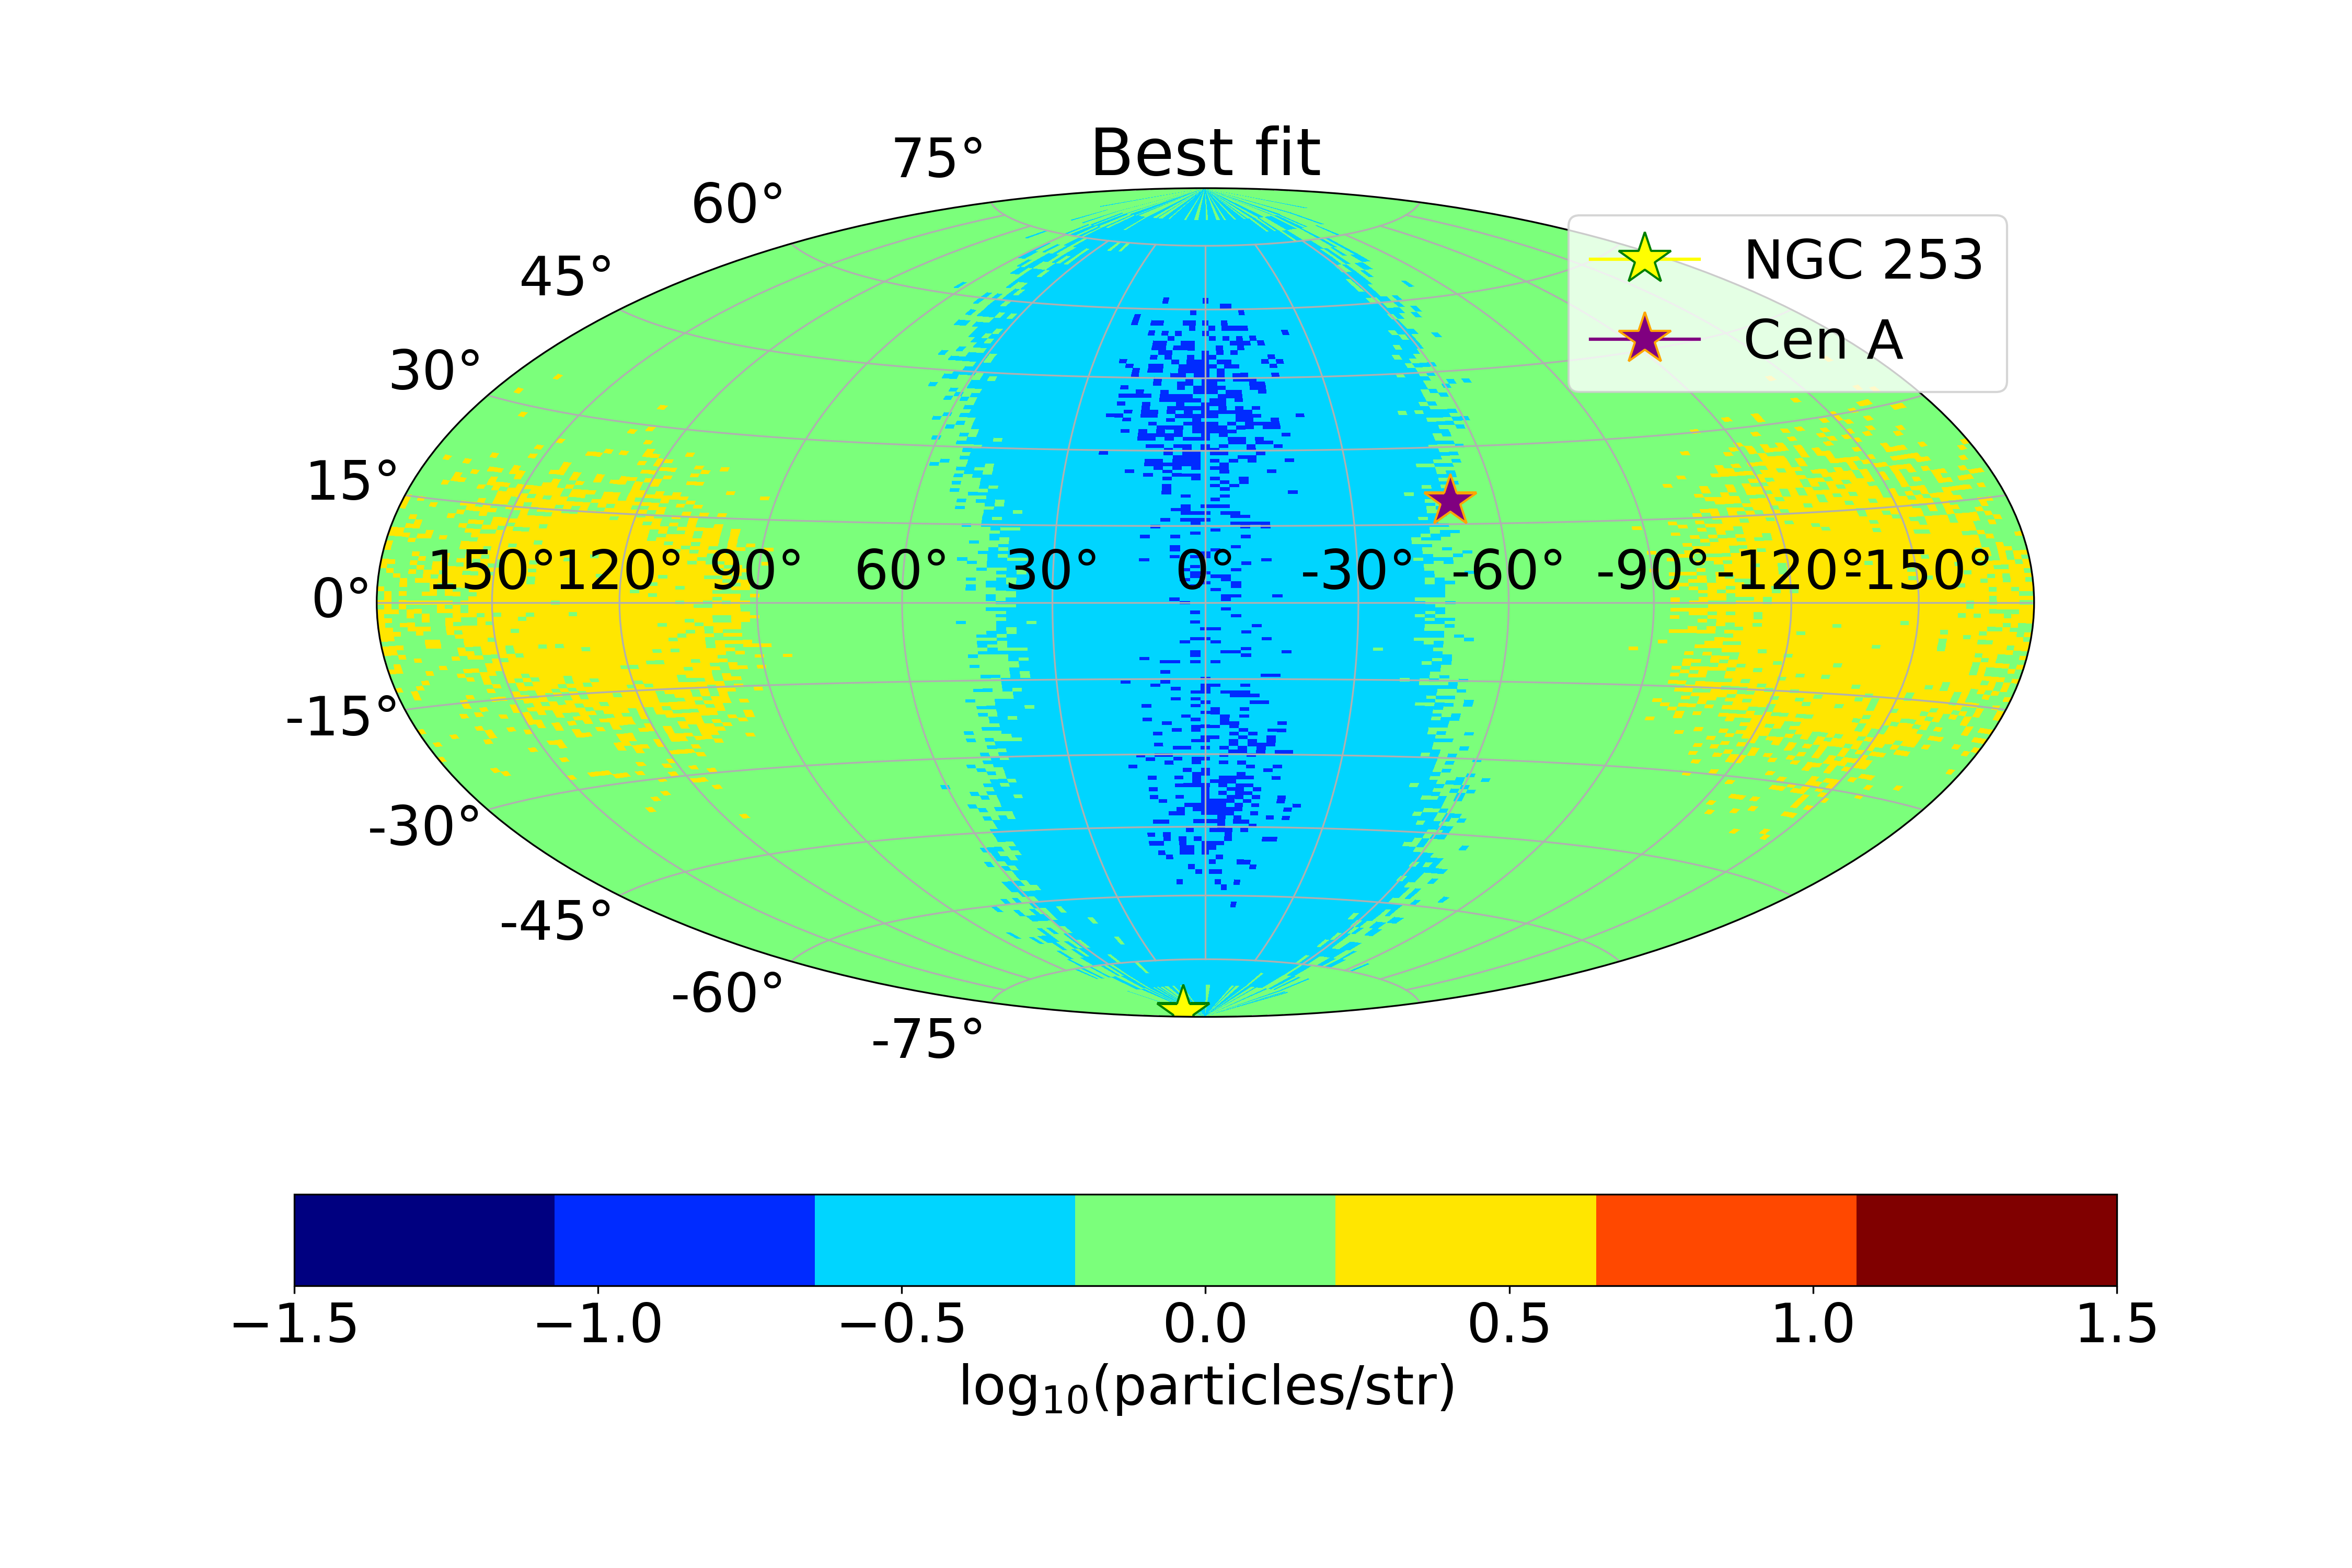 Best fit
75°
60°
45°
30°
15°
0°
-15°
-30°
-45°
-60°
-75°
150° 120° 90° 60° 30° 0° -30° -60° -90° -120° -150°
NGC 253
Cen A
−1.5 −1.0 −0.5 0.0 0.5 1.0 1.5
log₁₀(particles/str)